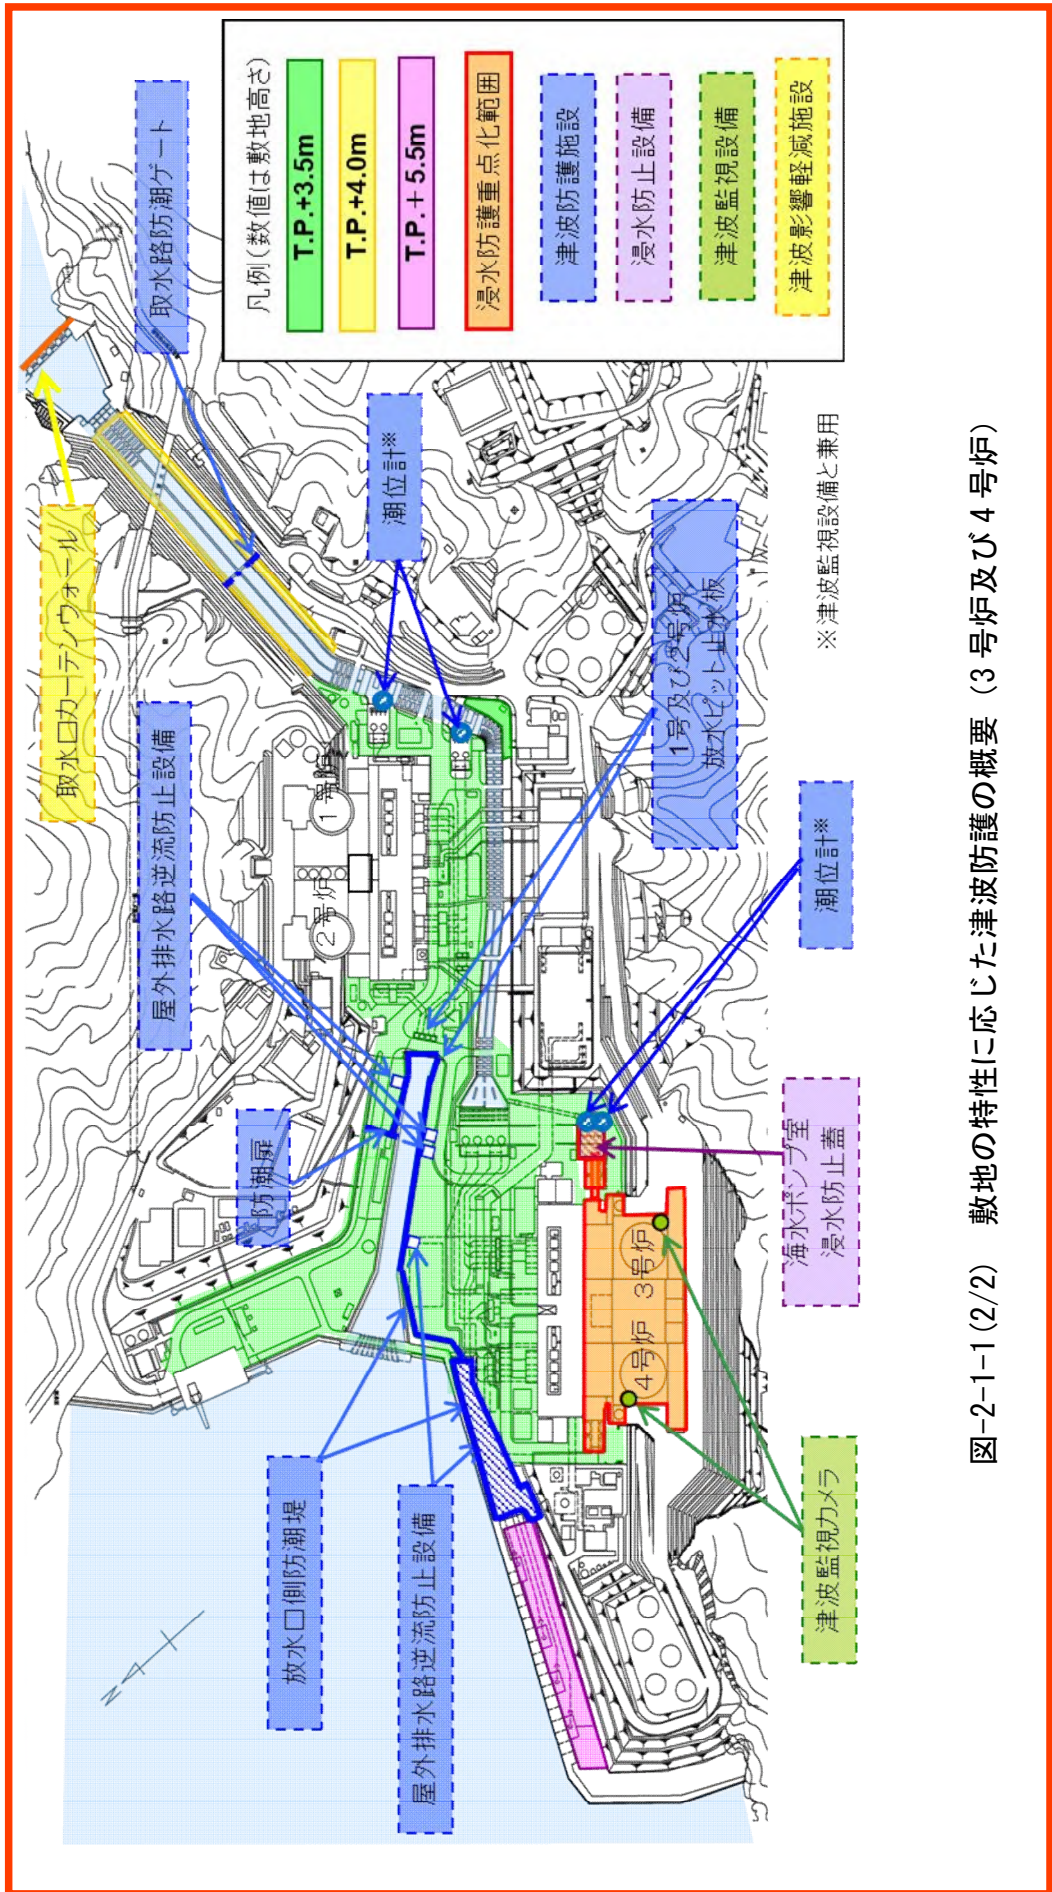 凡例(数値は敷地高さ)
T.P.+3.5m
T.P.+4.0m
T.P.+5.5m
浸水防護重点化範囲
津波防護施設
浸水防止設備
津波監視設備
津波影響軽減施設
取水路防潮ゲート
取水口カーテンウォール
潮位計※
屋外排水路逆流防止設備
1号炉
2号炉
1号及び2号炉
放水ピット止水板
※津波監視設備と兼用
防潮扉
潮位計※
海水ポンプ室
浸水防止蓋
3号炉
4号炉
放水口側防潮堤
屋外排水路逆流防止設備
津波監視カメラ
N
図-2-1-1(2/2) 敷地の特性に応じた津波防護の概要(3号炉及び4号炉)